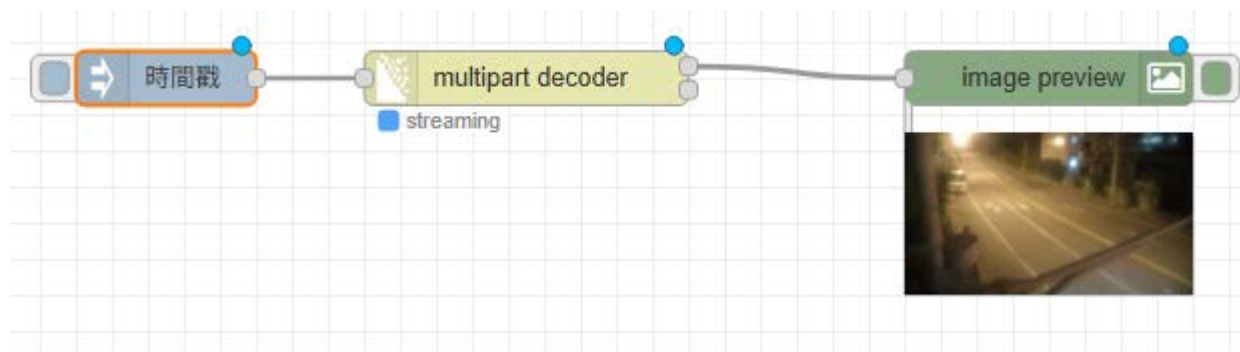 時間戳
multipart decoder
image preview
streaming